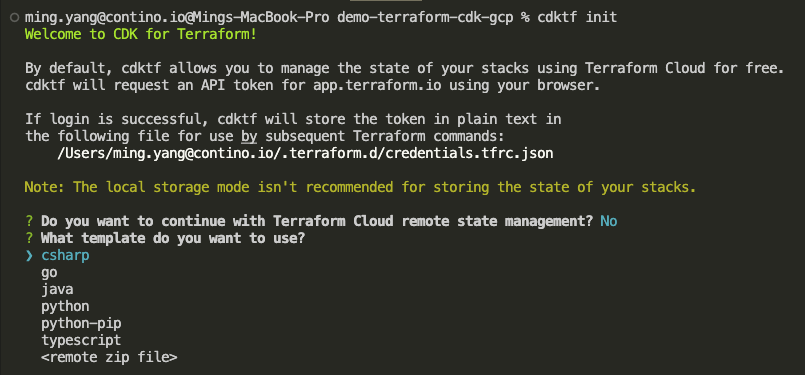 ming.yang@contino.io@Mings-MacBook-Pro demo-terraform-cdk-gcp % cdktf init
Welcome to CDK for Terraform!
By default, cdktf allows you to manage the state of your stacks using Terraform Cloud for free.
cdktf will request an API token for app.terraform.io using your browser.
If login is successful, cdktf will store the token in plain text in
the following file for use by subsequent Terraform commands:
/Users/ming.yang@contino.io/.terraform.d/credentials.tfrc.json
Note: The local storage mode isn't recommended for storing the state of your stacks.
? Do you want to continue with Terraform Cloud remote state management? No
? What template do you want to use?
❯ csharp
go
java
python
python-pip
typescript
<remote zip file>